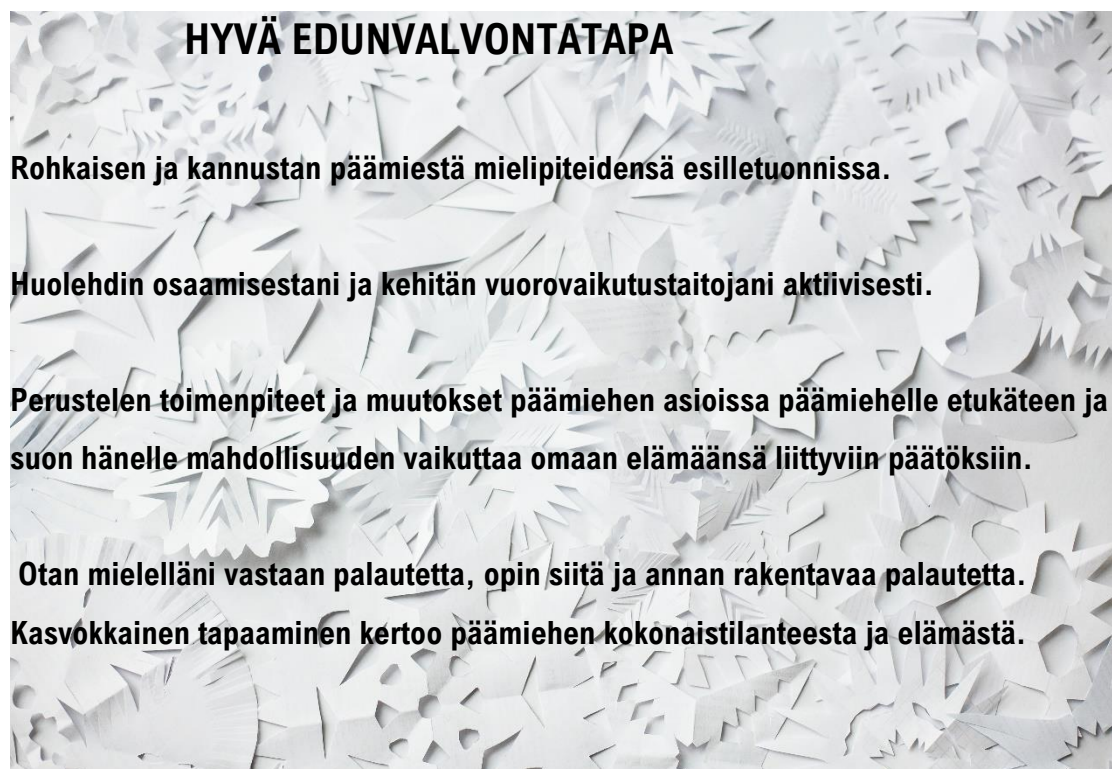 HYVÄ EDUNVALVONTATAPA
Rohkaisen ja kannustan päämiestä mielipiteidensä esilletuonnissa.
Huolehdin osaamisestani ja kehitän vuorovaikutustaitojani aktiivisesti.
Perustelen toimenpiteet ja muutokset päämiehen asioissa päämiehelle etukäteen ja
suon hänelle mahdollisuuden vaikuttaa omaan elämäänsä liittyviin päätöksiin.
Otan mielelläni vastaan palautetta, opin siitä ja annan rakentavaa palautetta.
Kasvokkainen tapaaminen kertoo päämiehen kokonaistilanteesta ja elämästä.